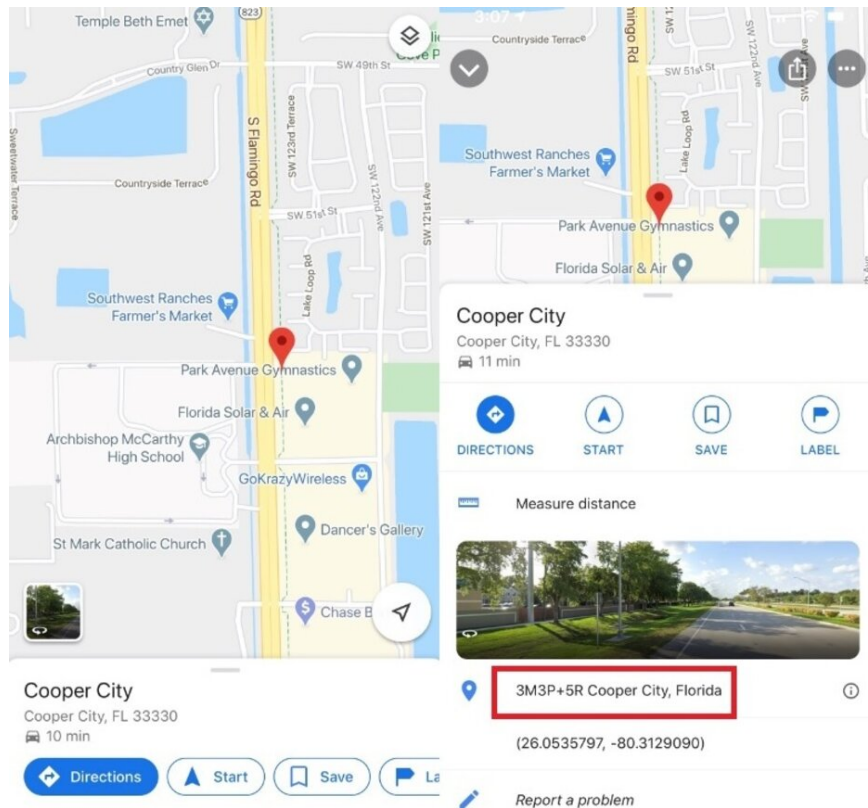 Temple Beth Emet
823
Country Glen Dr
SW 49th St
Sweetwater Terrace
S Flamingo Rd
SW 123rd Terrace
SW 122nd Ave
SW 121st Ave
Countryside Terrace
SW 51st St
Lake Loop Rd
Southwest Ranches
Farmer's Market
Park Avenue Gymnastics
Florida Solar & Air
Archbishop McCarthy
High School
GoKrazyWireless
Dancer's Gallery
St Mark Catholic Church
Chase B
Cooper City
Cooper City, FL 33330
10 min
Directions
Start
Save
La
3:07
Countryside Terrace
SW 122nd Ave
SW 51st St
Lake Loop Rd
Southwest Ranches
Farmer's Market
Park Avenue Gymnastics
Florida Solar & Air
Cooper City
Cooper City, FL 33330
11 min
DIRECTIONS
START
SAVE
LABEL
Measure distance
3M3P+5R Cooper City, Florida
(26.0535797, -80.3129090)
Report a problem